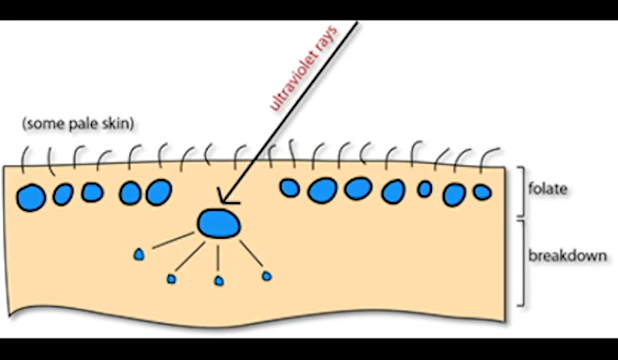 ultraviolet rays
(some pale skin)
folate
breakdown